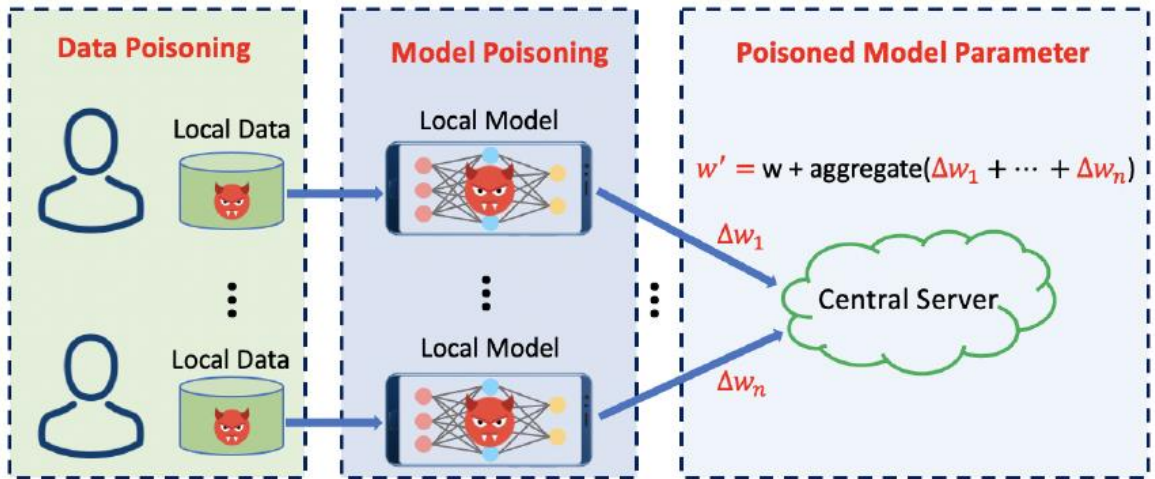 Data Poisoning
Model Poisoning
Poisoned Model Parameter
Local Data
Local Model
w′ = w + aggregate(Δw₁ + ⋯ + Δwₙ)
Δw₁
Central Server
Local Data
Local Model
Δwₙ